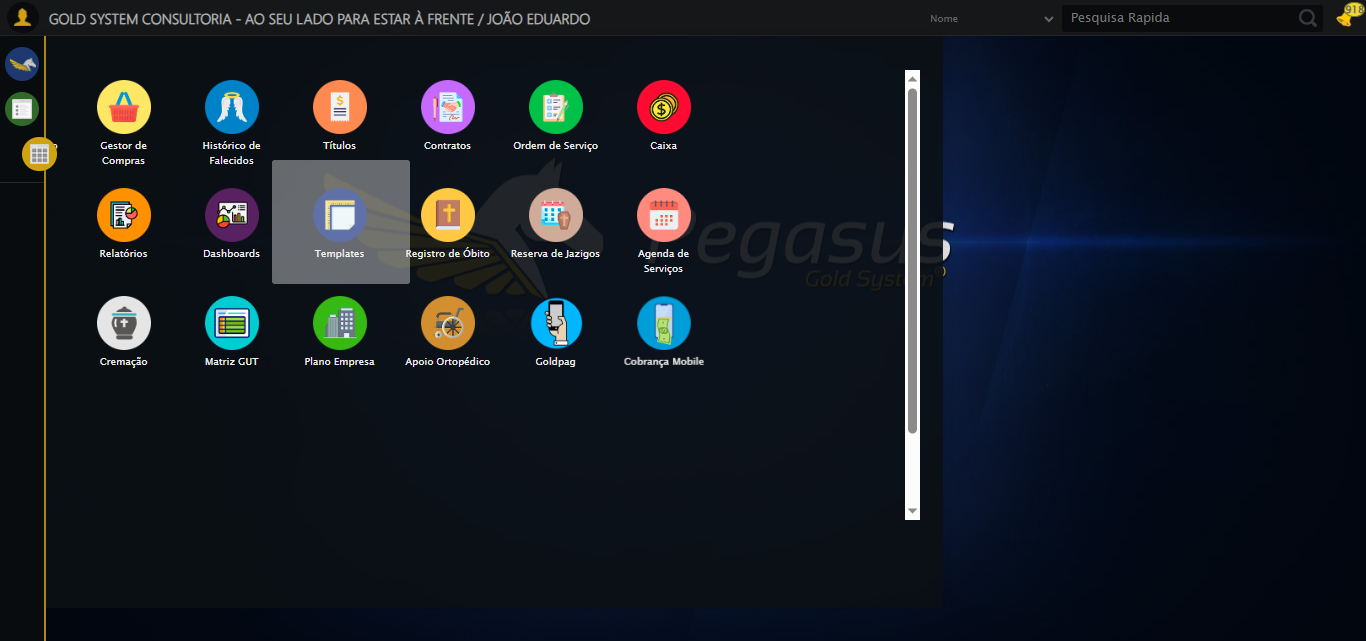 GOLD SYSTEM CONSULTORIA - AO SEU LADO PARA ESTAR À FRENTE / JOÃO EDUARDO
Nome
Pesquisa Rapida
918
Gestor de
Compras
Histórico de
Falecidos
Títulos
Contratos
Ordem de Serviço
Caixa
Relatórios
Dashboards
Templates
Registro de Óbito
Reserva de Jazigos
Agenda de
Serviços
Pegasus
Gold System
Cremação
Matriz GUT
Plano Empresa
Apoio Ortopédico
Goldpag
Cobrança Mobile